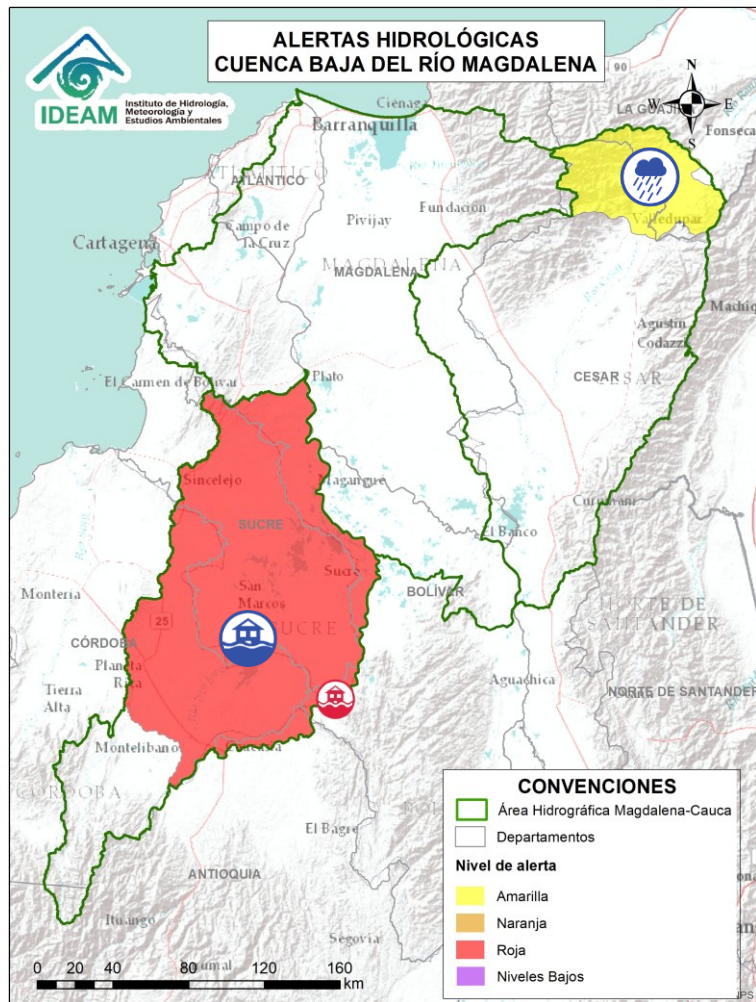 ALERTAS HIDROLÓGICAS
CUENCA BAJA DEL RÍO MAGDALENA
IDEAM
Instituto de Hidrología,
Meteorología y
Estudios Ambientales
N
W
E
S
90
LA GUAJIRA
Fonseca
Ciénaga
Barranquilla
ATLÁNTICO
Valledupar
Fundación
Pivijay
Campo de
la Cruz
Cartagena
MAGDALENA
MAGDALENA
Agustín
Codazzi
CESAR
El Carmen de Bolívar
Plato
Sincelejo
Magangue
SUCRE
El Banco
Sucre
San
Marcos
SUCRE
BOLÍVAR
Montería
25
CÓRDOBA
Planeta
Rica
Tierra
Alta
NORTE DE
SANTANDER
NORTE DE SANTANDER
Aguachica
Montelibano
CÓRDOBA
El Bagre
ANTIOQUIA
Ituango
Segovia
0 20 40 80 120 160
km
CONVENCIONES
Área Hidrográfica Magdalena-Cauca
Departamentos
Nivel de alerta
Amarilla
Naranja
Roja
Niveles Bajos